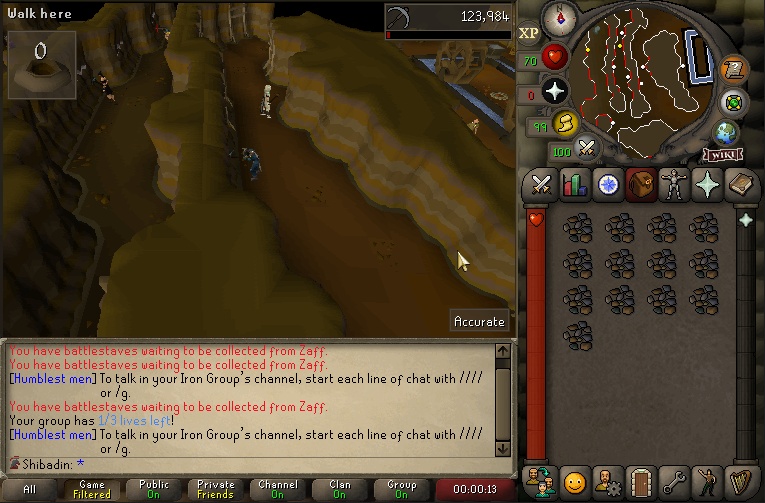 Walk here
0
123,984
XP
70
0
99
100
WIKI
Accurate
You have battlestaves waiting to be collected from Zaff.
You have battlestaves waiting to be collected from Zaff.
[Humblest men] To talk in your Iron Group's channel, start each line of chat with ////
or /g.
You have battlestaves waiting to be collected from Zaff.
Your group has 1/3 lives left!
[Humblest men] To talk in your Iron Group's channel, start each line of chat with ////
or /g.
Shibadin: *
All
Game
Filtered
Public
On
Private
Friends
Channel
On
Clan
On
Group
On
00:00:13